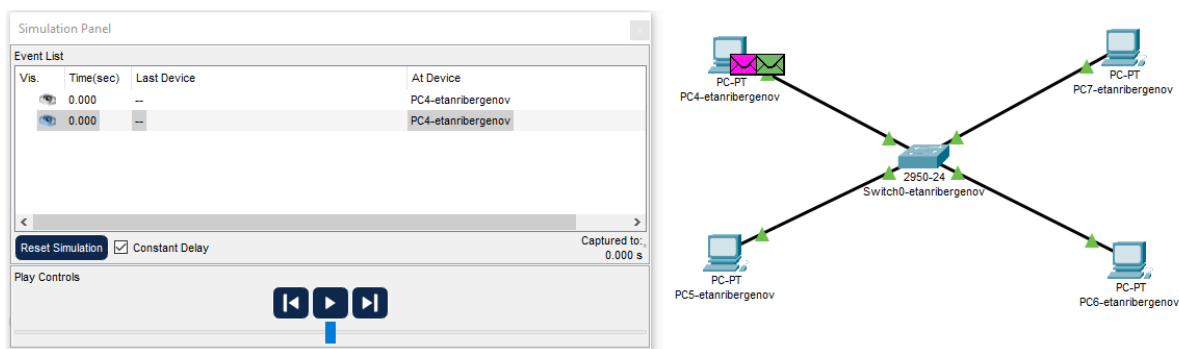 Simulation Panel
Event List
Vis. Time(sec) Last Device At Device
0.000 -- PC4-etanribergenov
0.000 -- PC4-etanribergenov
Reset Simulation Constant Delay Captured to:
0.000 s
Play Controls
PC-PT
PC4-etanribergenov
PC-PT
PC7-etanribergenov
2950-24
Switch0-etanribergenov
PC-PT
PC5-etanribergenov
PC-PT
PC6-etanribergenov